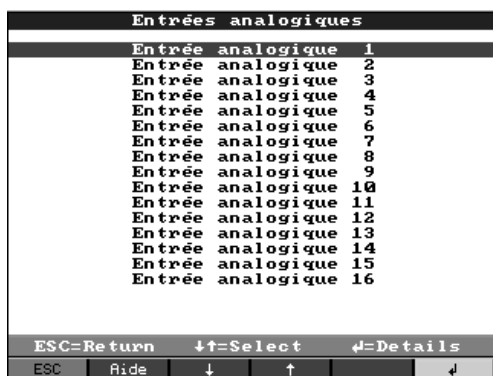 Entrées analogiques
Entrée analogique 1
Entrée analogique 2
Entrée analogique 3
Entrée analogique 4
Entrée analogique 5
Entrée analogique 6
Entrée analogique 7
Entrée analogique 8
Entrée analogique 9
Entrée analogique 10
Entrée analogique 11
Entrée analogique 12
Entrée analogique 13
Entrée analogique 14
Entrée analogique 15
Entrée analogique 16
ESC=Return ↓↑=Select ↲=Details
ESC Aide ↓ ↑ ↲